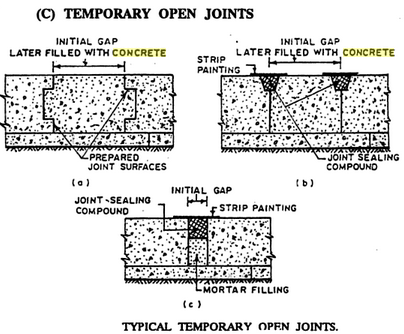 (C) TEMPORARY OPEN JOINTS
INITIAL GAP
LATER FILLED WITH CONCRETE
PREPARED
JOINT SURFACES
(a)
INITIAL GAP
LATER FILLED WITH CONCRETE
STRIP
PAINTING
JOINT SEALING
COMPOUND
(b)
INITIAL GAP
JOINT-SEALING
COMPOUND
STRIP PAINTING
MORTAR FILLING
(c)
TYPICAL TEMPORARY OPEN JOINTS.